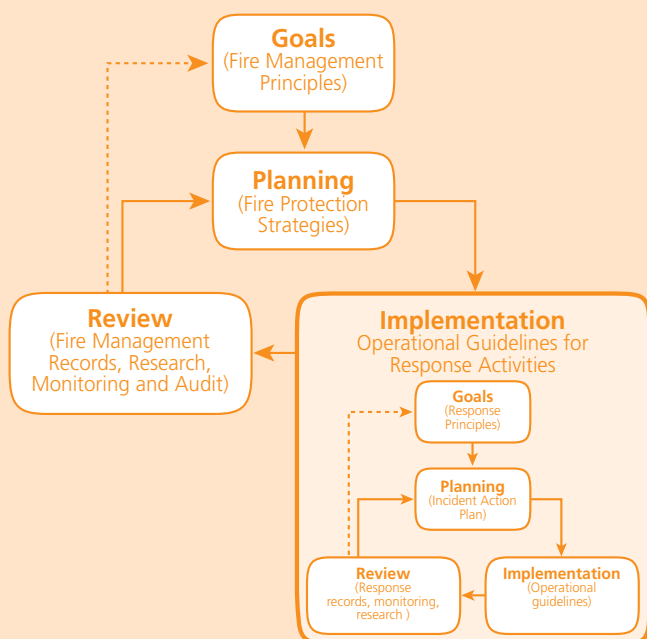 Goals
(Fire Management
Principles)
Planning
(Fire Protection
Strategies)
Review
(Fire Management
Records, Research,
Monitoring and Audit)
Implementation
Operational Guidelines for
Response Activities
Goals
(Response
Principles)
Planning
(Incident Action
Plan)
Review
(Response
records, monitoring,
research )
Implementation
(Operational
guidelines)